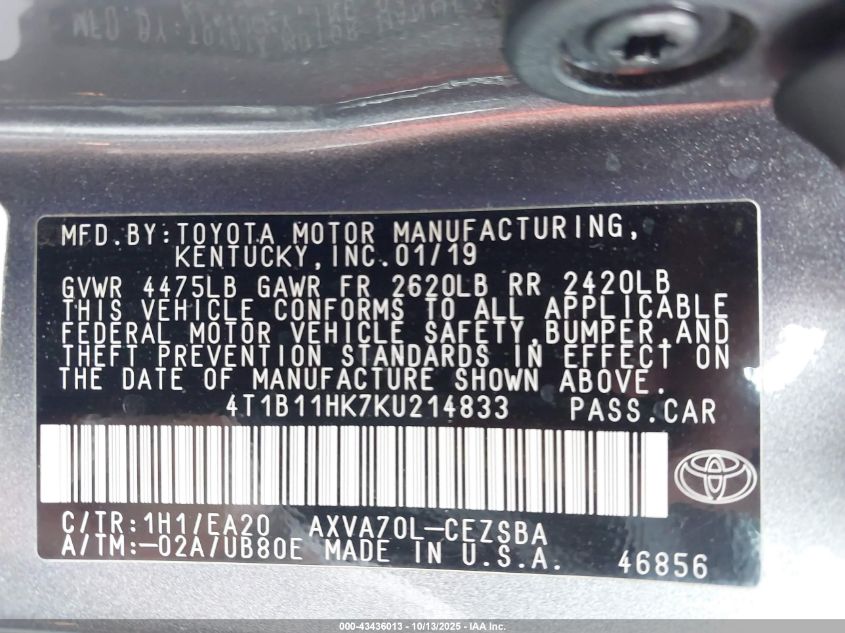 MFD.BY:TOYOTA MOTOR MANUFACTURING,
KENTUCKY,INC.01/19
GVWR 4475LB GAWR FR 2620LB RR 2420LB
THIS VEHICLE CONFORMS TO ALL APPLICABLE
FEDERAL MOTOR VEHICLE SAFETY,BUMPER,AND
THEFT PREVENTION STANDARDS IN EFFECT ON
THE DATE OF MANUFACTURE SHOWN ABOVE.
4T1B11HK7KU214833 PASS.CAR
C/TR:1H1/EA20 AXVA70L-CEZSBA
A/TM:-02A/UB80E MADE IN U.S.A. 46856
000-43436013 - 10/13/2025 - IAA Inc.